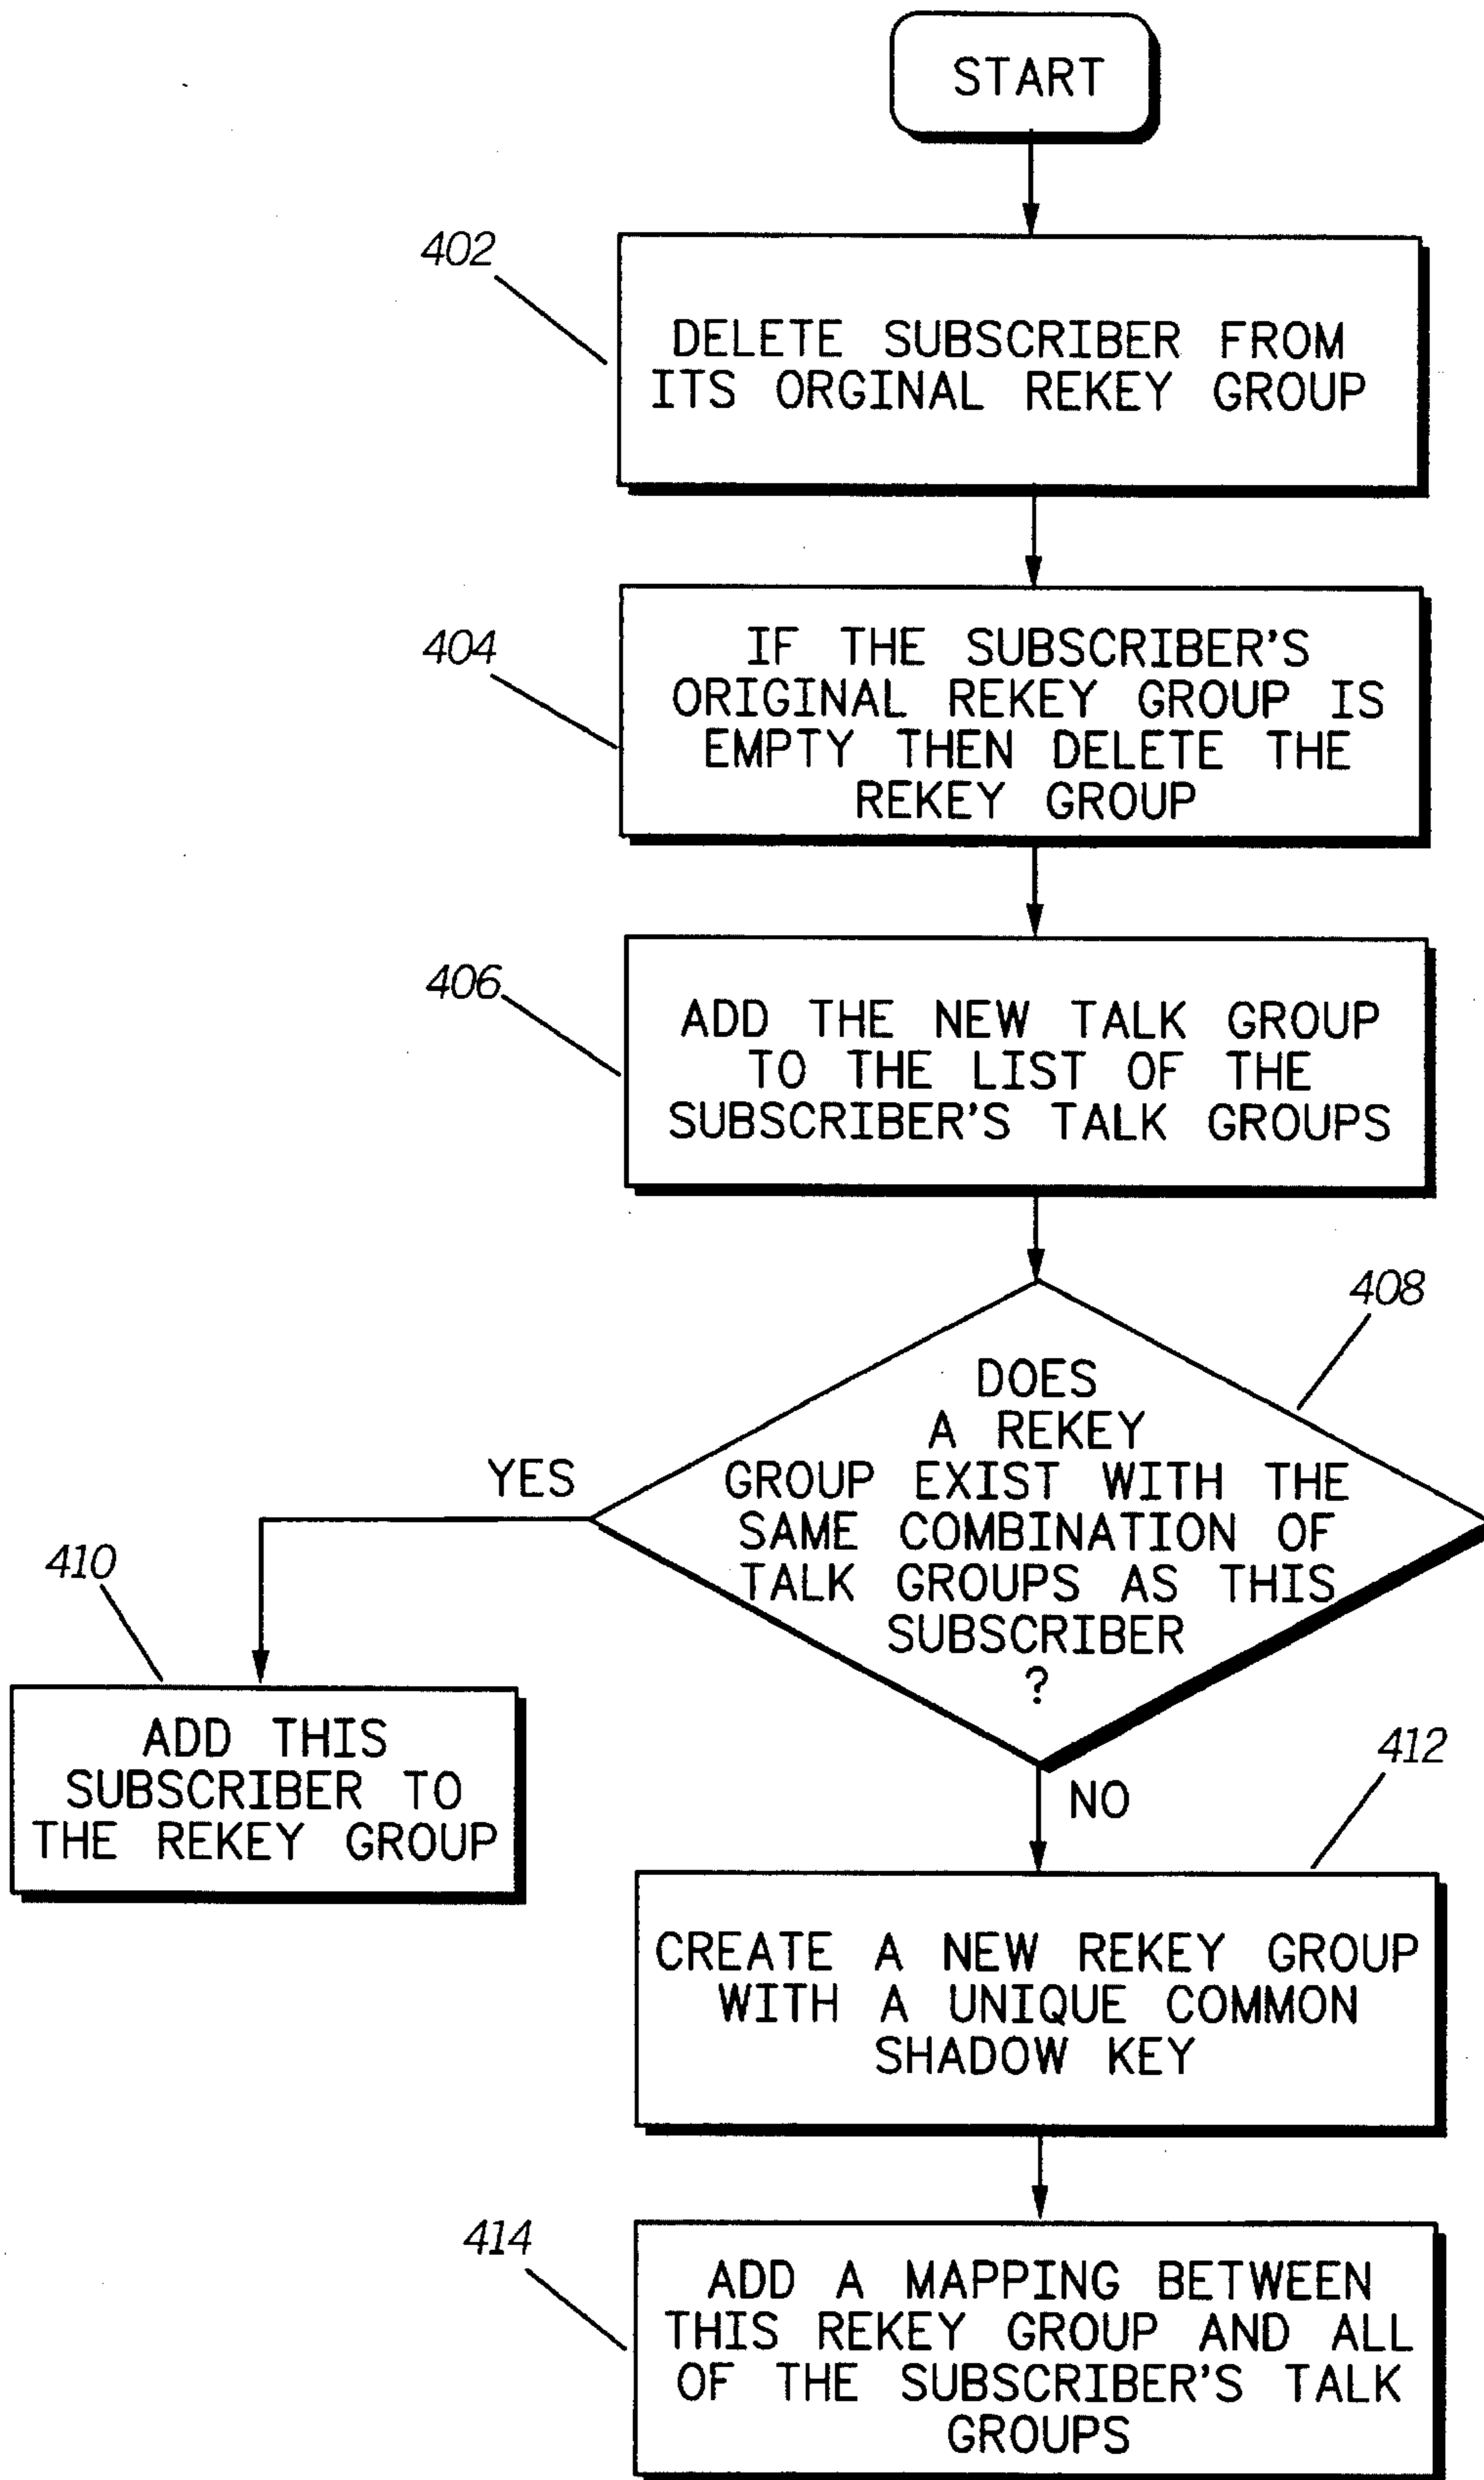 START
402
DELETE SUBSCRIBER FROM
ITS ORGINAL REKEY GROUP
404
IF THE SUBSCRIBER'S
ORIGINAL REKEY GROUP IS
EMPTY THEN DELETE THE
REKEY GROUP
406
ADD THE NEW TALK GROUP
TO THE LIST OF THE
SUBSCRIBER'S TALK GROUPS
408
DOES
A REKEY
GROUP EXIST WITH THE
SAME COMBINATION OF
TALK GROUPS AS THIS
SUBSCRIBER
?
YES
410
ADD THIS
SUBSCRIBER TO
THE REKEY GROUP
NO
412
CREATE A NEW REKEY GROUP
WITH A UNIQUE COMMON
SHADOW KEY
414
ADD A MAPPING BETWEEN
THIS REKEY GROUP AND ALL
OF THE SUBSCRIBER'S TALK
GROUPS